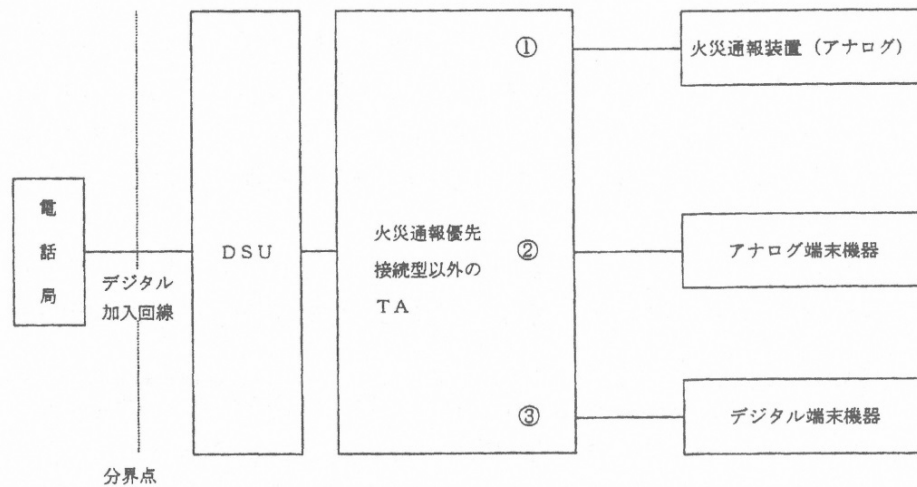 ①
火災通報装置（アナログ）
電話局
デジタル
加入回線
DSU
火災通報優先
接続型以外の
TA
②
アナログ端末機器
③
デジタル端末機器
分界点